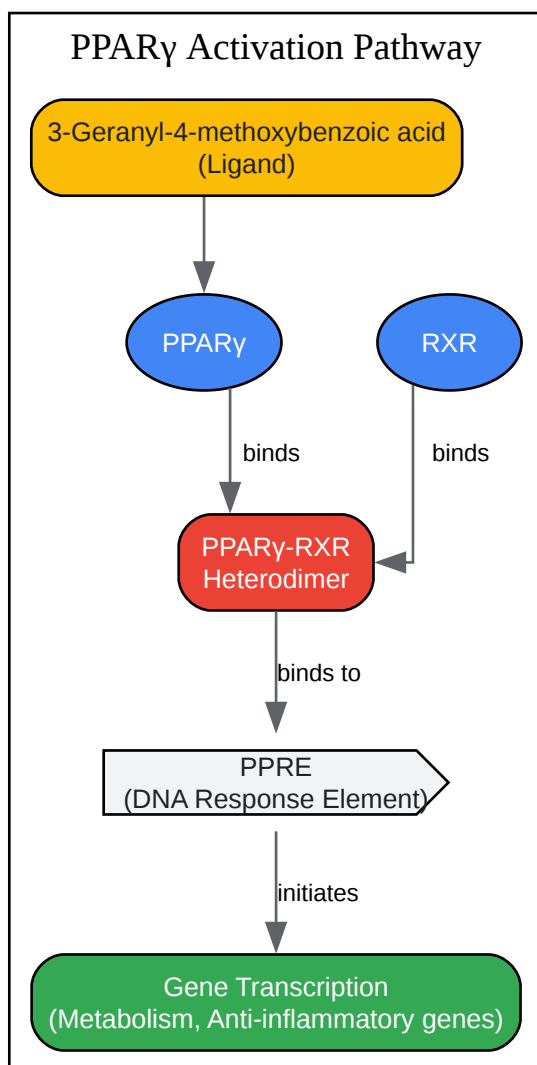 PPARγ Activation Pathway
3-Geranyl-4-methoxybenzoic acid
(Ligand)
PPARγ
RXR
binds
binds
PPARγ-RXR
Heterodimer
binds to
PPRE
(DNA Response Element)
initiates
Gene Transcription
(Metabolism, Anti-inflammatory genes)